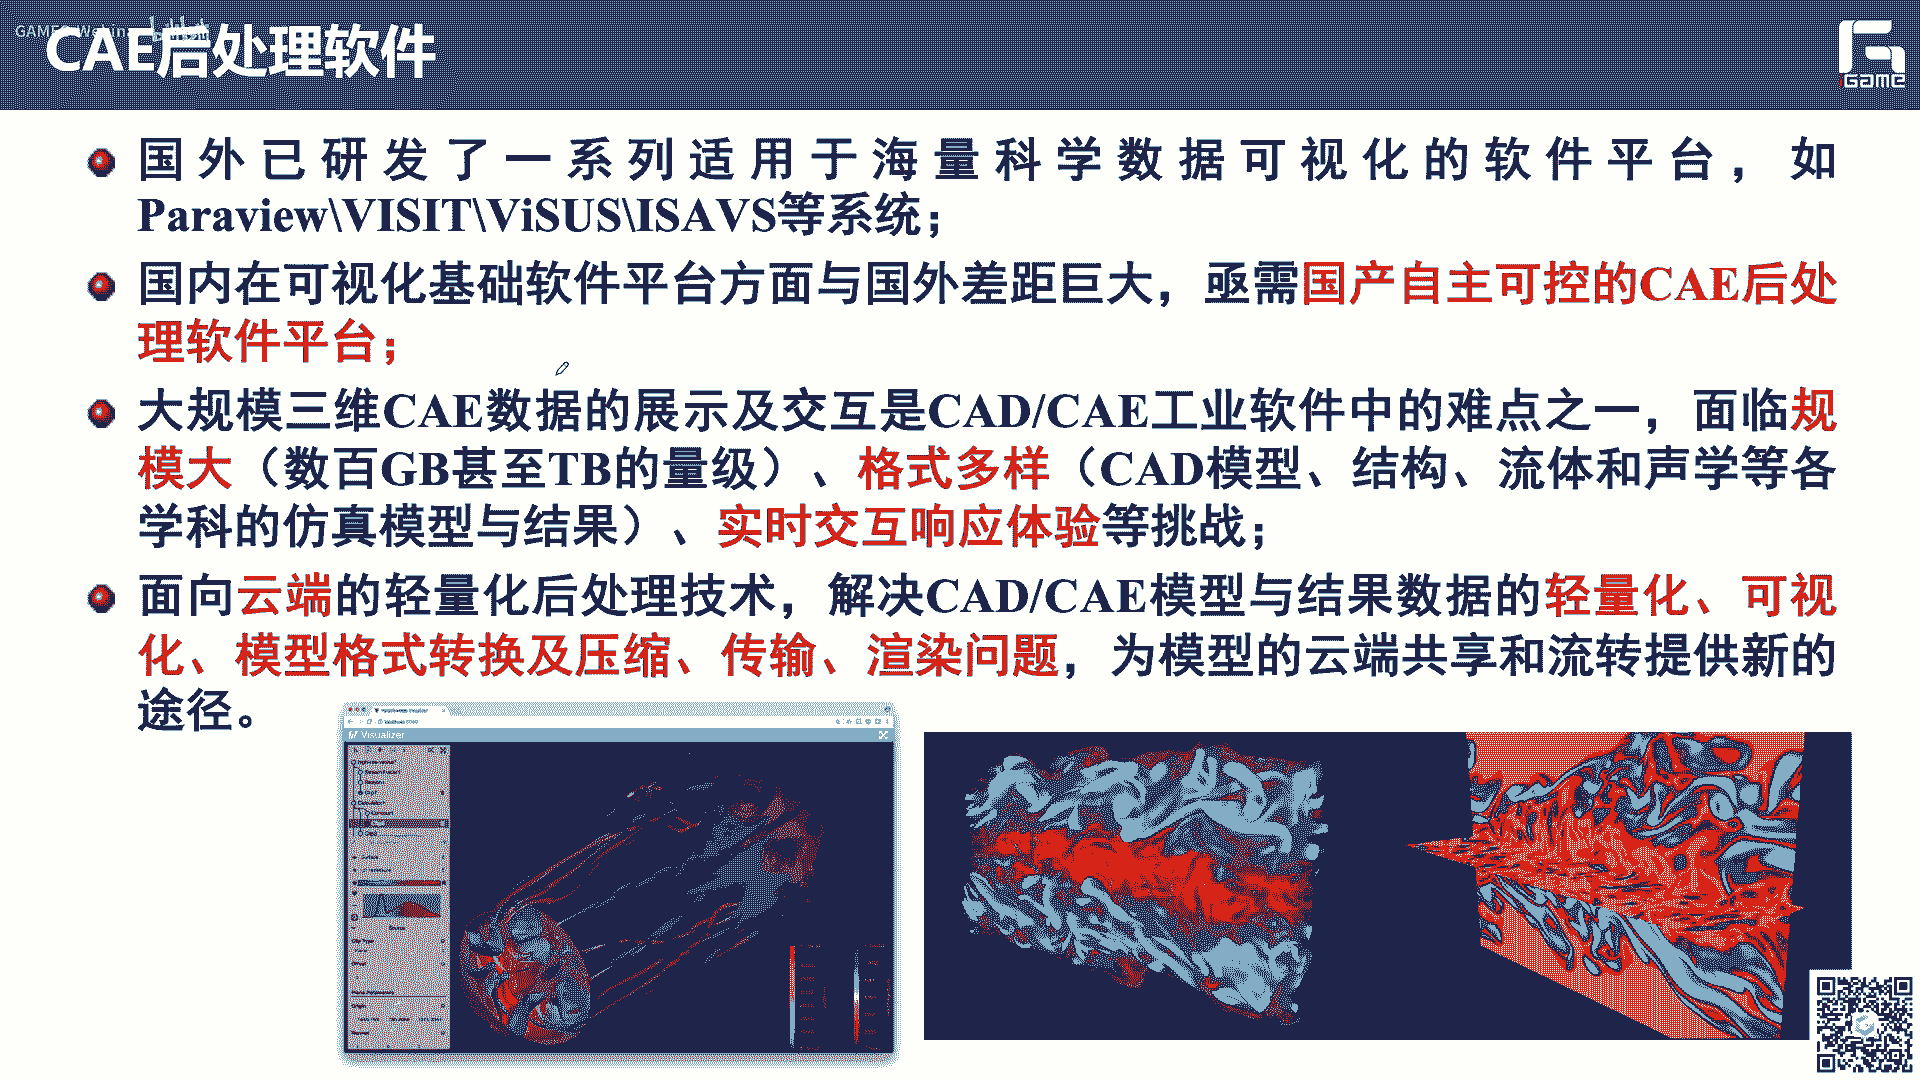 CAE后处理软件
iGame
国外已研发了一系列适用于海量科学数据可视化的软件平台，如
Paraview\VISIT\ViSUS\ISAVS等系统；
国内在可视化基础软件平台方面与国外差距巨大，亟需国产自主可控的CAE后处
理软件平台；
大规模三维CAE数据的展示及交互是CAD/CAE工业软件中的难点之一，面临规
模大（数百GB甚至TB的量级）、格式多样（CAD模型、结构、流体和声学等各
学科的仿真模型与结果）、实时交互响应体验等挑战；
面向云端的轻量化后处理技术，解决CAD/CAE模型与结果数据的轻量化、可视
化、模型格式转换及压缩、传输、渲染问题，为模型的云端共享和流转提供新的
途径。
Visualizer